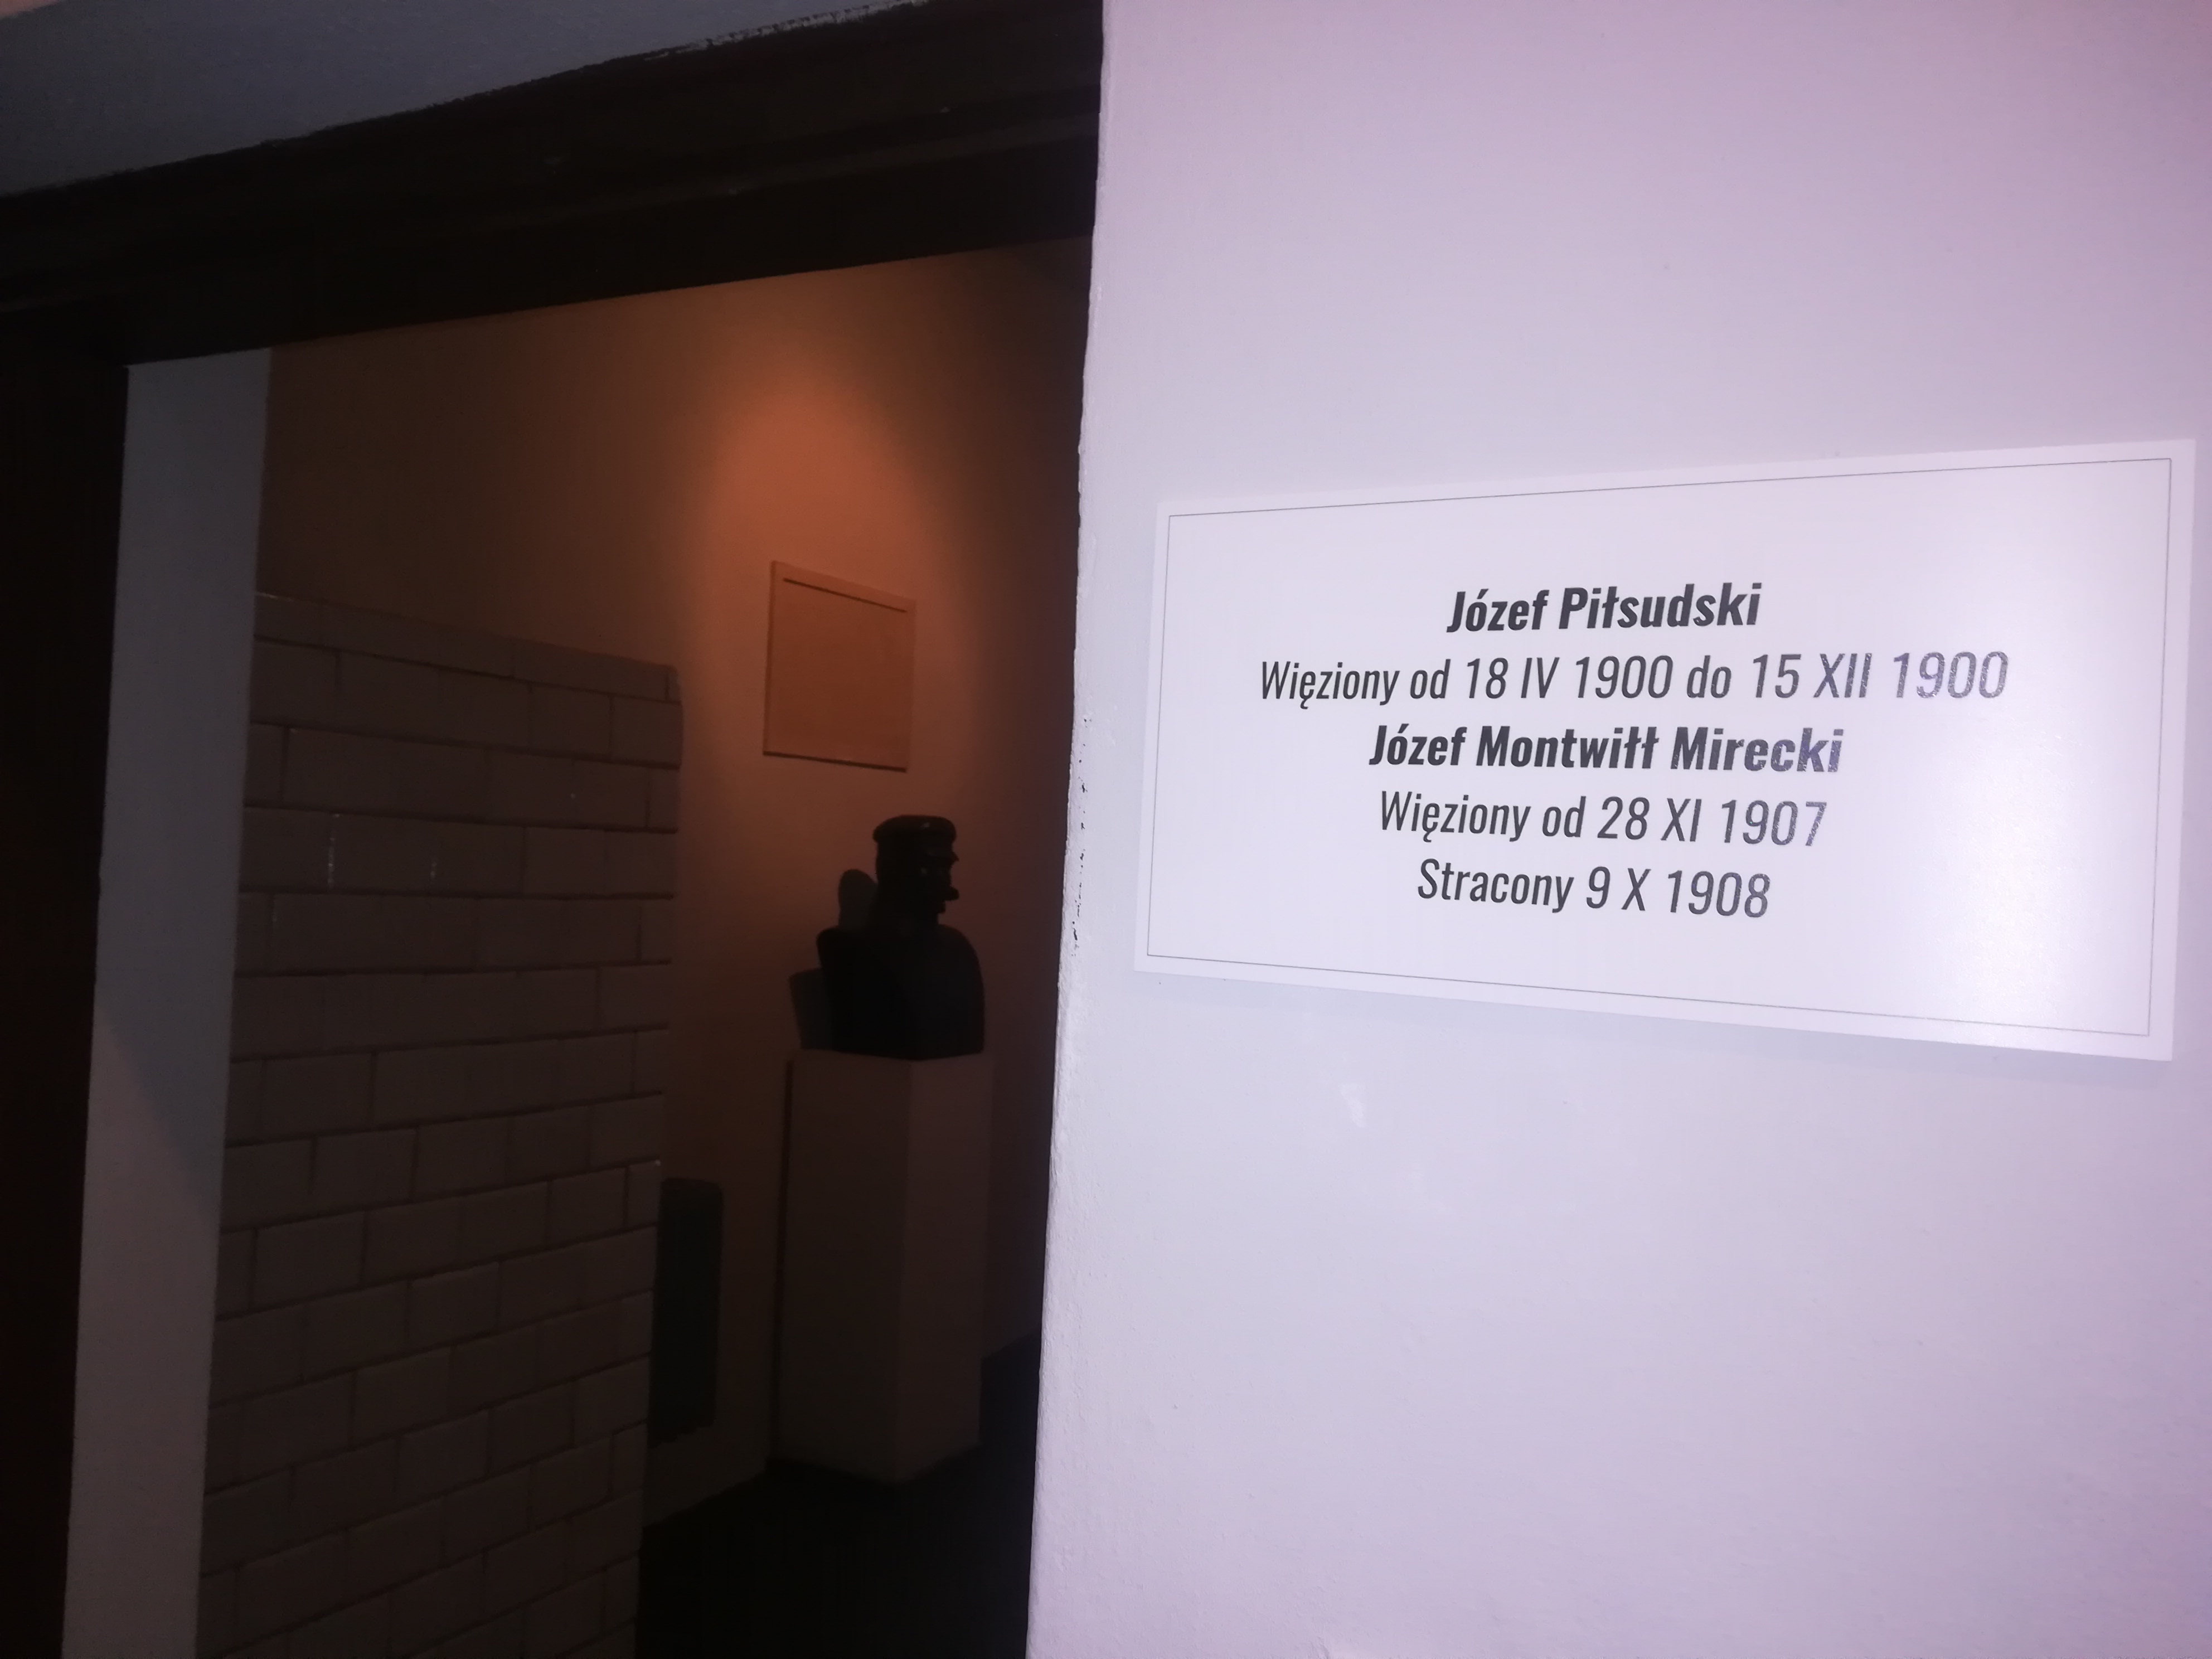 Józef Piłsudski
Więziony od 18 IV 1900 do 15 XII 1900
Józef Montwiłł Mirecki
Więziony od 28 XI 1907
Stracony 9 X 1908